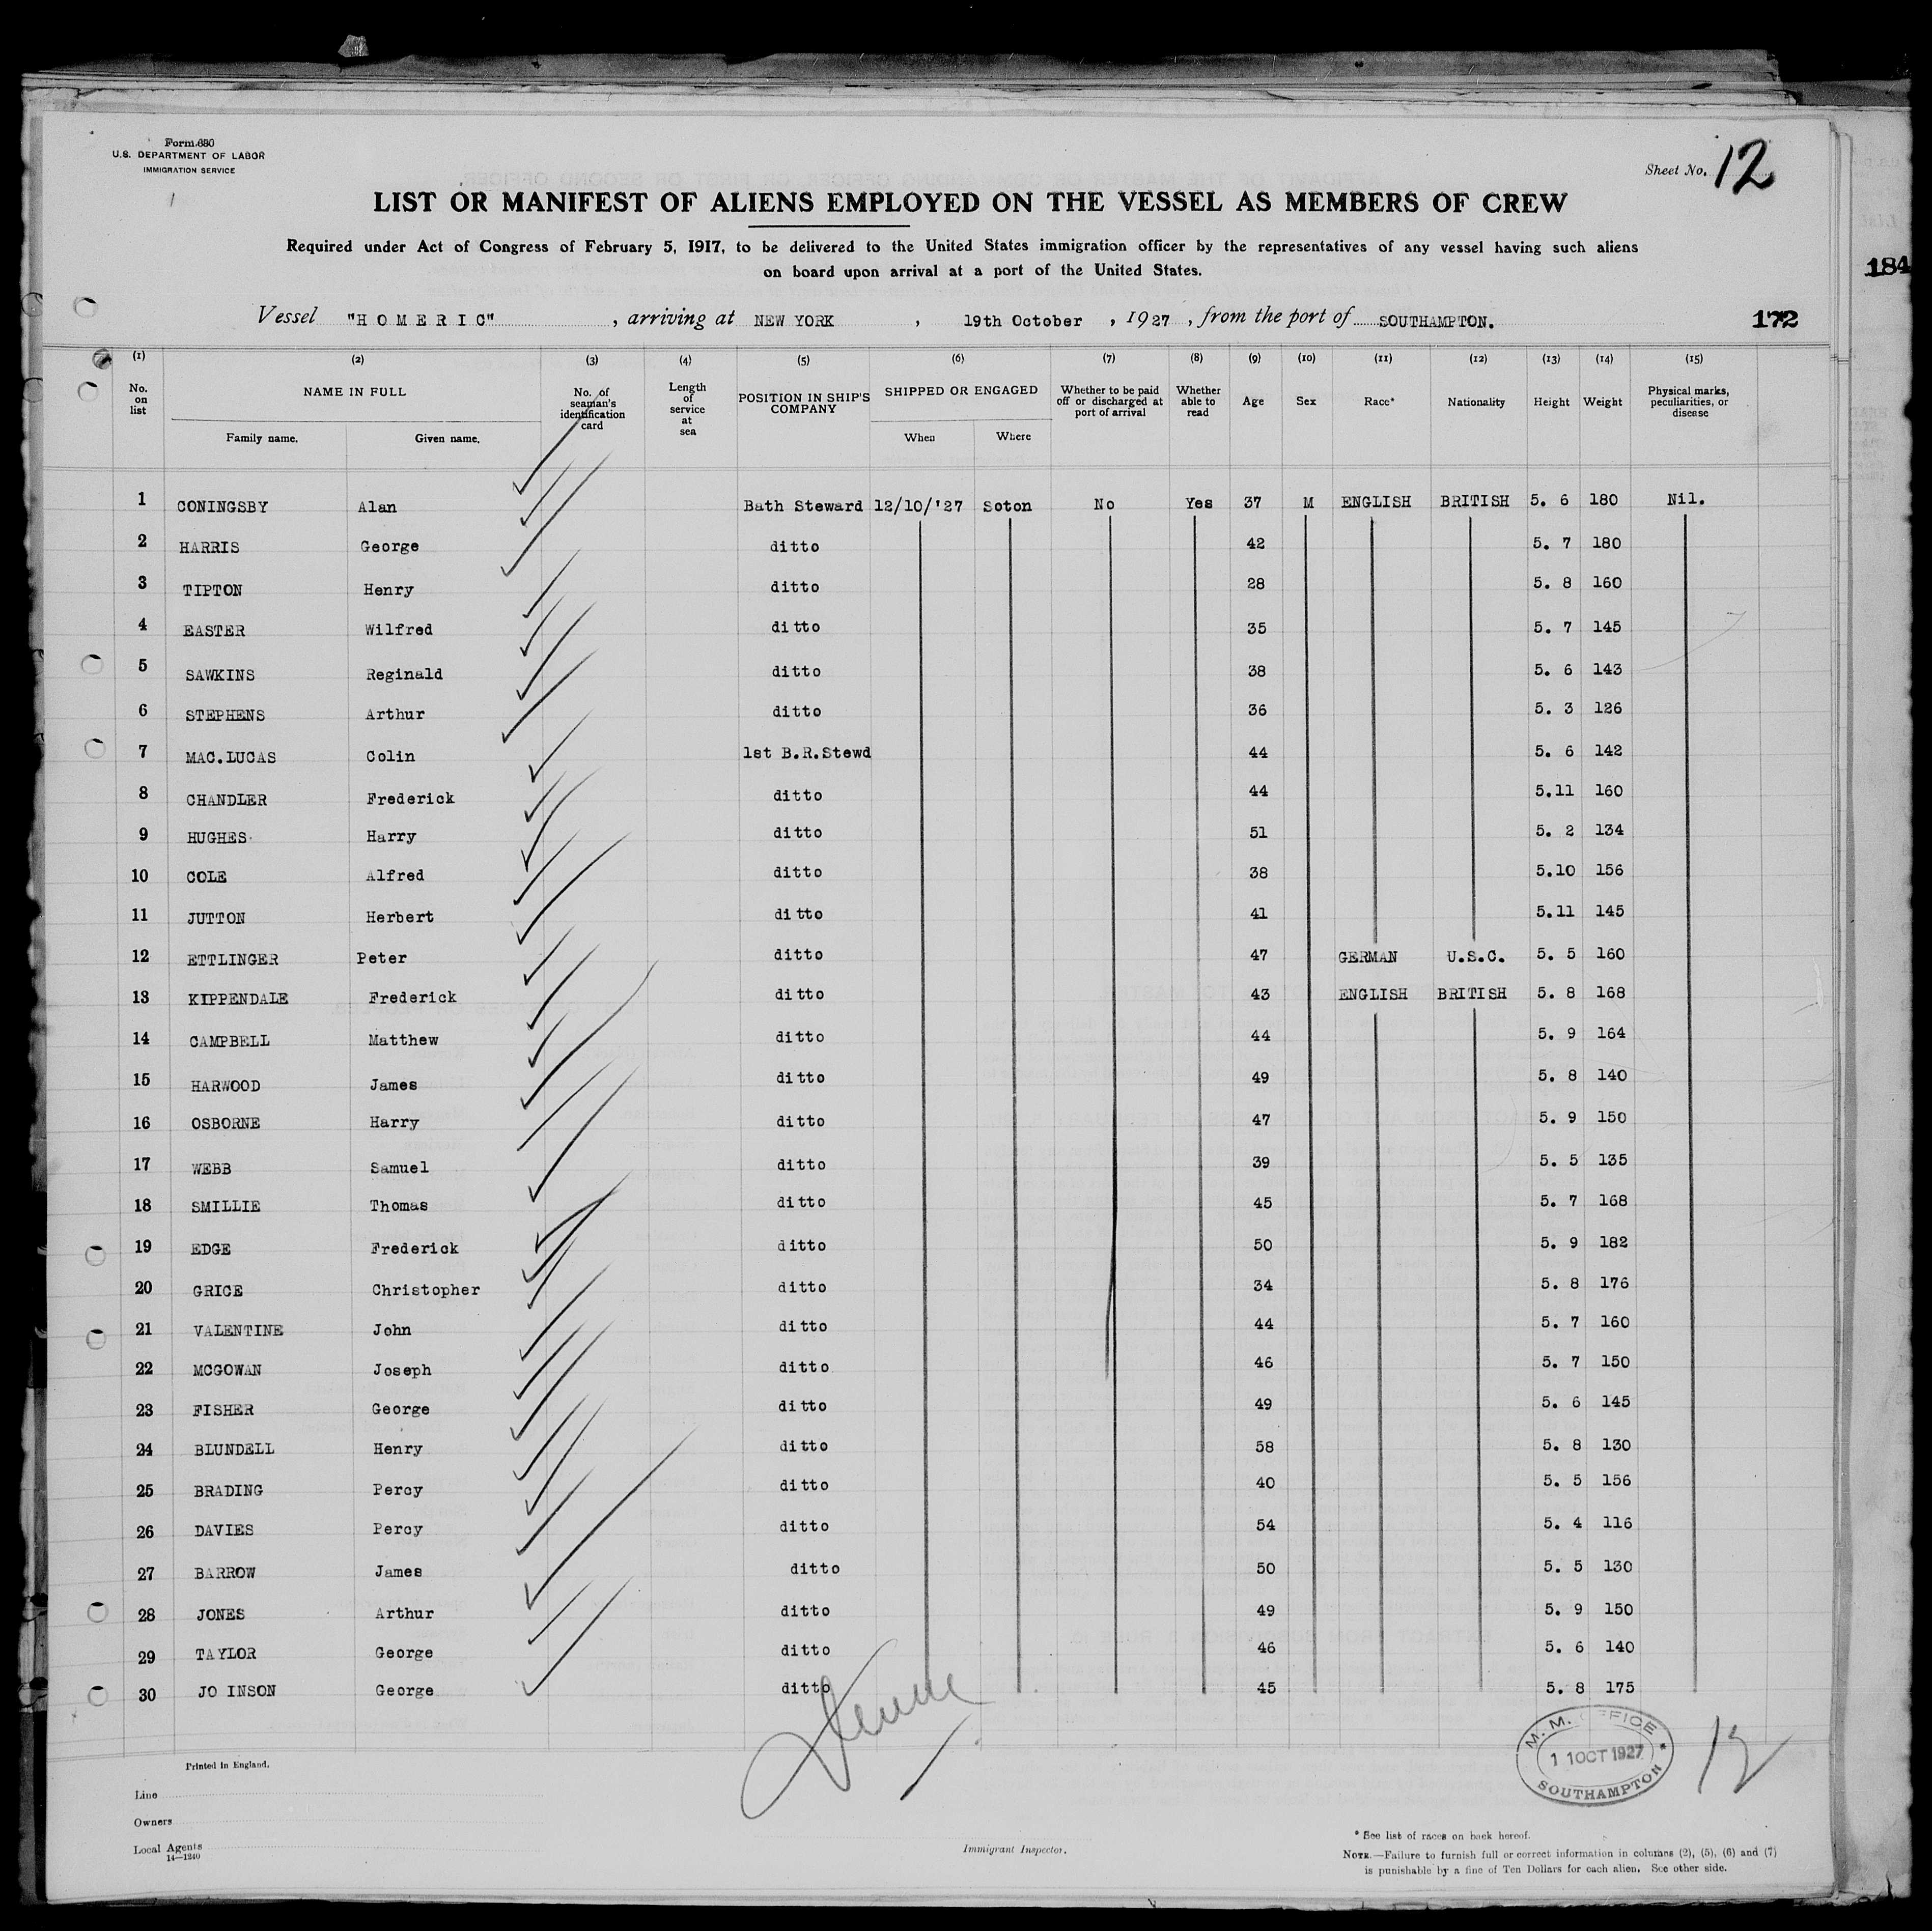 Form 680
U.S. DEPARTMENT OF LABOR
IMMIGRATION SERVICE
Sheet No. 12
LIST OR MANIFEST OF ALIENS EMPLOYED ON THE VESSEL AS MEMBERS OF CREW
Required under Act of Congress of February 5, 1917, to be delivered to the United States immigration officer by the representatives of any vessel having such aliens
on board upon arrival at a port of the United States.
184
Vessel "HOMERIC", arriving at NEW YORK, 19th October, 1927, from the port of SOUTHAMPTON.
172
(1) (2) (3) (4) (5) (6) (7) (8) (9) (10) (11) (12) (13) (14) (15)
No. on list NAME IN FULL Family name. Given name. No. of seaman's identification card Length of service at sea POSITION IN SHIP'S COMPANY SHIPPED OR ENGAGED When Where Whether to be paid off or discharged at port of arrival Whether able to read Age Sex Race* Nationality Height Weight Physical marks, peculiarities, or disease
1 CONINGSBY Alan Bath Steward 12/10/'27 Soton No Yes 37 M ENGLISH BRITISH 5. 6 180 Nil.
2 HARRIS George ditto 42 5. 7 180
3 TIPTON Henry ditto 28 5. 8 160
4 EASTER Wilfred ditto 35 5. 7 145
5 SAWKINS Reginald ditto 38 5. 6 143
6 STEPHENS Arthur ditto 36 5. 3 126
7 MAC.LUCAS Colin 1st B.R.Stewd 44 5. 6 142
8 CHANDLER Frederick ditto 44 5.11 160
9 HUGHES Harry ditto 51 5. 2 134
10 COLE Alfred ditto 38 5.10 156
11 JUTTON Herbert ditto 41 5.11 145
12 ETTLINGER Peter ditto 47 GERMAN U.S.C. 5. 5 160
13 KIPPENDALE Frederick ditto 43 ENGLISH BRITISH 5. 8 168
14 CAMPBELL Matthew ditto 44 5. 9 164
15 HARWOOD James ditto 49 5. 8 140
16 OSBORNE Harry ditto 47 5. 9 150
17 WEBB Samuel ditto 39 5. 5 135
18 SMILLIE Thomas ditto 45 5. 7 168
19 EDGE Frederick ditto 50 5. 9 182
20 GRICE Christopher ditto 34 5. 8 176
21 VALENTINE John ditto 44 5. 7 160
22 MCGOWAN Joseph ditto 46 5. 7 150
23 FISHER George ditto 49 5. 6 145
24 BLUNDELL Henry ditto 58 5. 8 130
25 BRADING Percy ditto 40 5. 5 156
26 DAVIES Percy ditto 54 5. 4 116
27 BARROW James ditto 50 5. 5 130
28 JONES Arthur ditto 49 5. 9 150
29 TAYLOR George ditto 46 5. 6 140
30 JO INSON George ditto 45 5. 8 175
M. M. OFFICE
11 OCT 1927
SOUTHAMPTON
12
Printed in England.
Line
Owners
Local Agents
14—1240
Immigrant Inspector.
* See list of races on back hereof.
NOTE.—Failure to furnish full or correct information in columns (2), (5), (6) and (7)
is punishable by a fine of Ten Dollars for each alien. See other side.